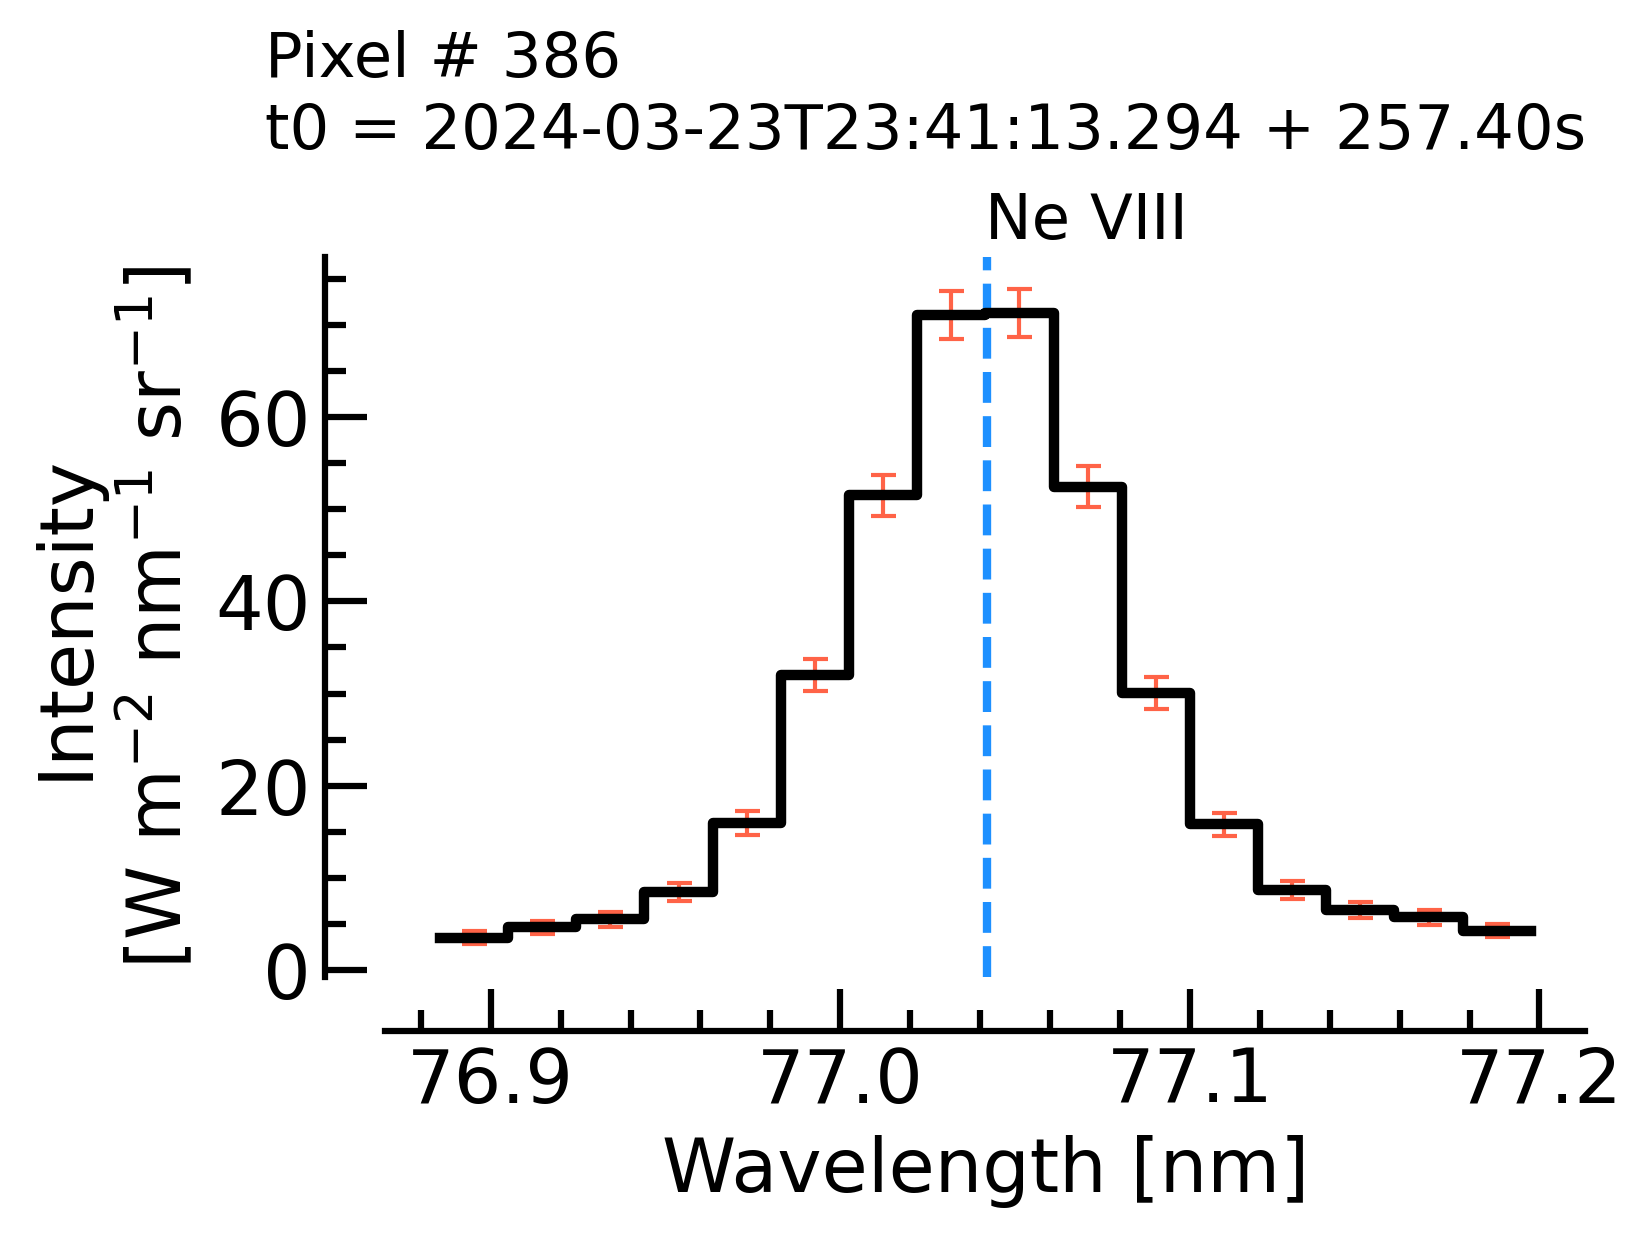 Pixel # 386
t0 = 2024-03-23T23:41:13.294 + 257.40s
Ne VIII
Intensity
[W m⁻² nm⁻¹ sr⁻¹]
60
40
20
0
76.9 77.0 77.1 77.2
Wavelength [nm]